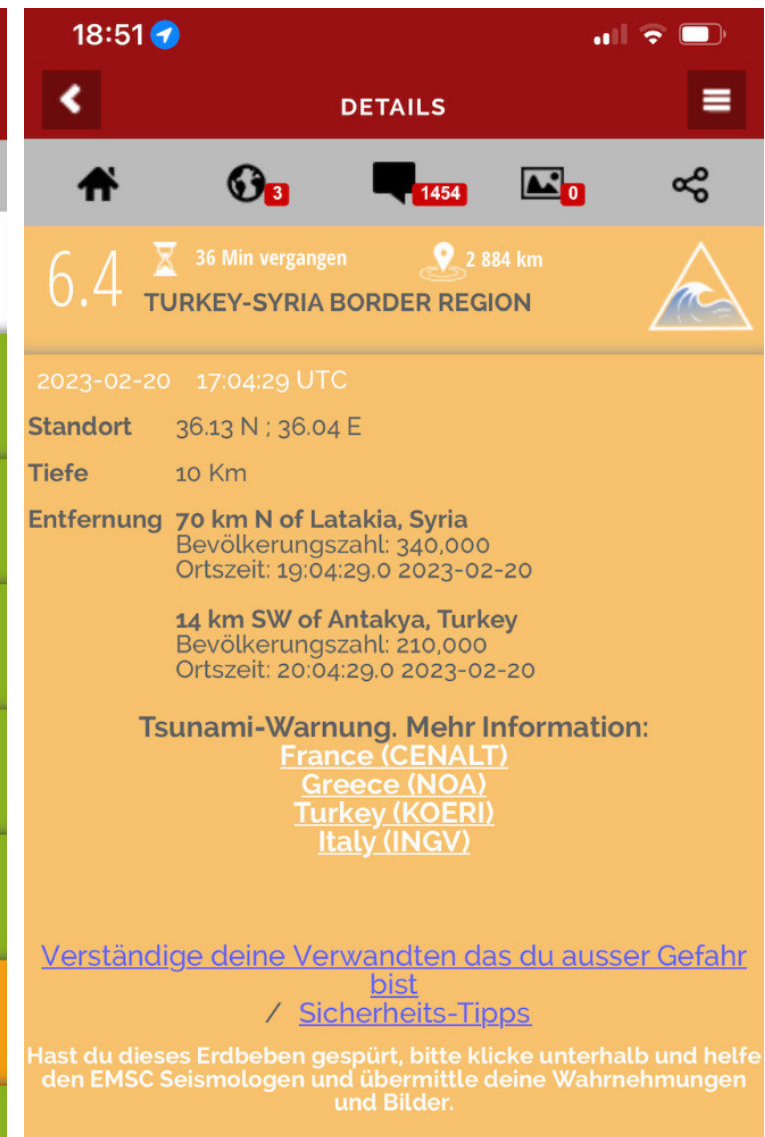 18:51
DETAILS
3
1454
0
6.4
36 Min vergangen
2 884 km
TURKEY-SYRIA BORDER REGION
2023-02-20 17:04:29 UTC
Standort 36.13 N ; 36.04 E
Tiefe 10 Km
Entfernung 70 km N of Latakia, Syria
Bevölkerungszahl: 340,000
Ortszeit: 19:04:29.0 2023-02-20
14 km SW of Antakya, Turkey
Bevölkerungszahl: 210,000
Ortszeit: 20:04:29.0 2023-02-20
Tsunami-Warnung. Mehr Information:
France (CENALT)
Greece (NOA)
Turkey (KOERI)
Italy (INGV)
Verständige deine Verwandten das du ausser Gefahr
bist
/ Sicherheits-Tipps
Hast du dieses Erdbeben gespürt, bitte klicke unterhalb und helfe
den EMSC Seismologen und übermittle deine Wahrnehmungen
und Bilder.